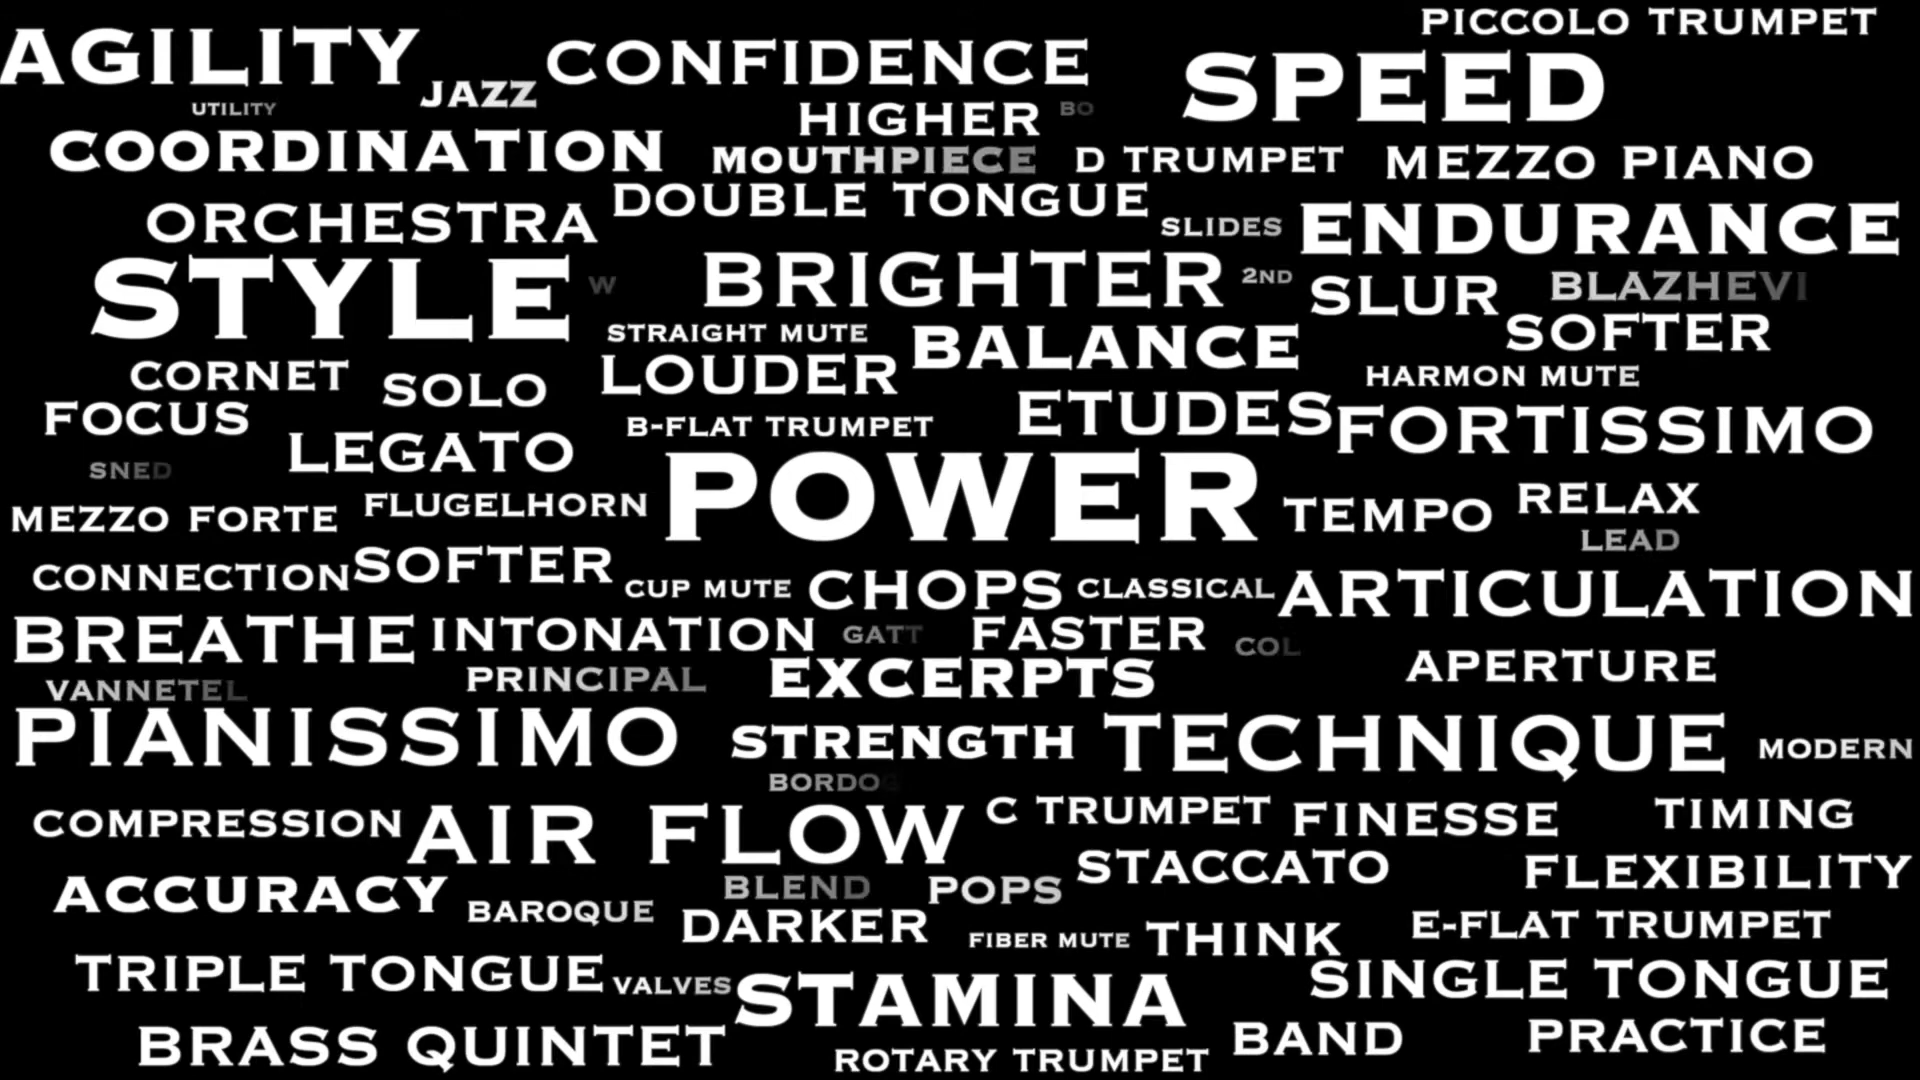 PICCOLO TRUMPET
AGILITY
CONFIDENCE
SPEED
JAZZ
UTILITY
HIGHER
BO
COORDINATION
MOUTHPIECE
D TRUMPET
MEZZO PIANO
DOUBLE TONGUE
ORCHESTRA
SLIDES
ENDURANCE
STYLE
W
BRIGHTER
2ND
SLUR
BLAZHEVI
STRAIGHT MUTE
BALANCE
SOFTER
CORNET
SOLO
LOUDER
HARMON MUTE
FOCUS
B-FLAT TRUMPET
ETUDES
FORTISSIMO
LEGATO
SNED
POWER
MEZZO FORTE
FLUGELHORN
TEMPO
RELAX
LEAD
CONNECTION
SOFTER
CUP MUTE
CHOPS
CLASSICAL
ARTICULATION
BREATHE
INTONATION
GATT
FASTER
COL
VANNETEL
PRINCIPAL
EXCERPTS
APERTURE
PIANISSIMO
STRENGTH
TECHNIQUE
MODERN
BORDO
COMPRESSION
AIR FLOW
C TRUMPET
FINESSE
TIMING
ACCURACY
BAROQUE
BLEND
POPS
STACCATO
FLEXIBILITY
DARKER
FIBER MUTE
THINK
E-FLAT TRUMPET
TRIPLE TONGUE
VALVES
STAMINA
SINGLE TONGUE
BRASS QUINTET
ROTARY TRUMPET
BAND
PRACTICE